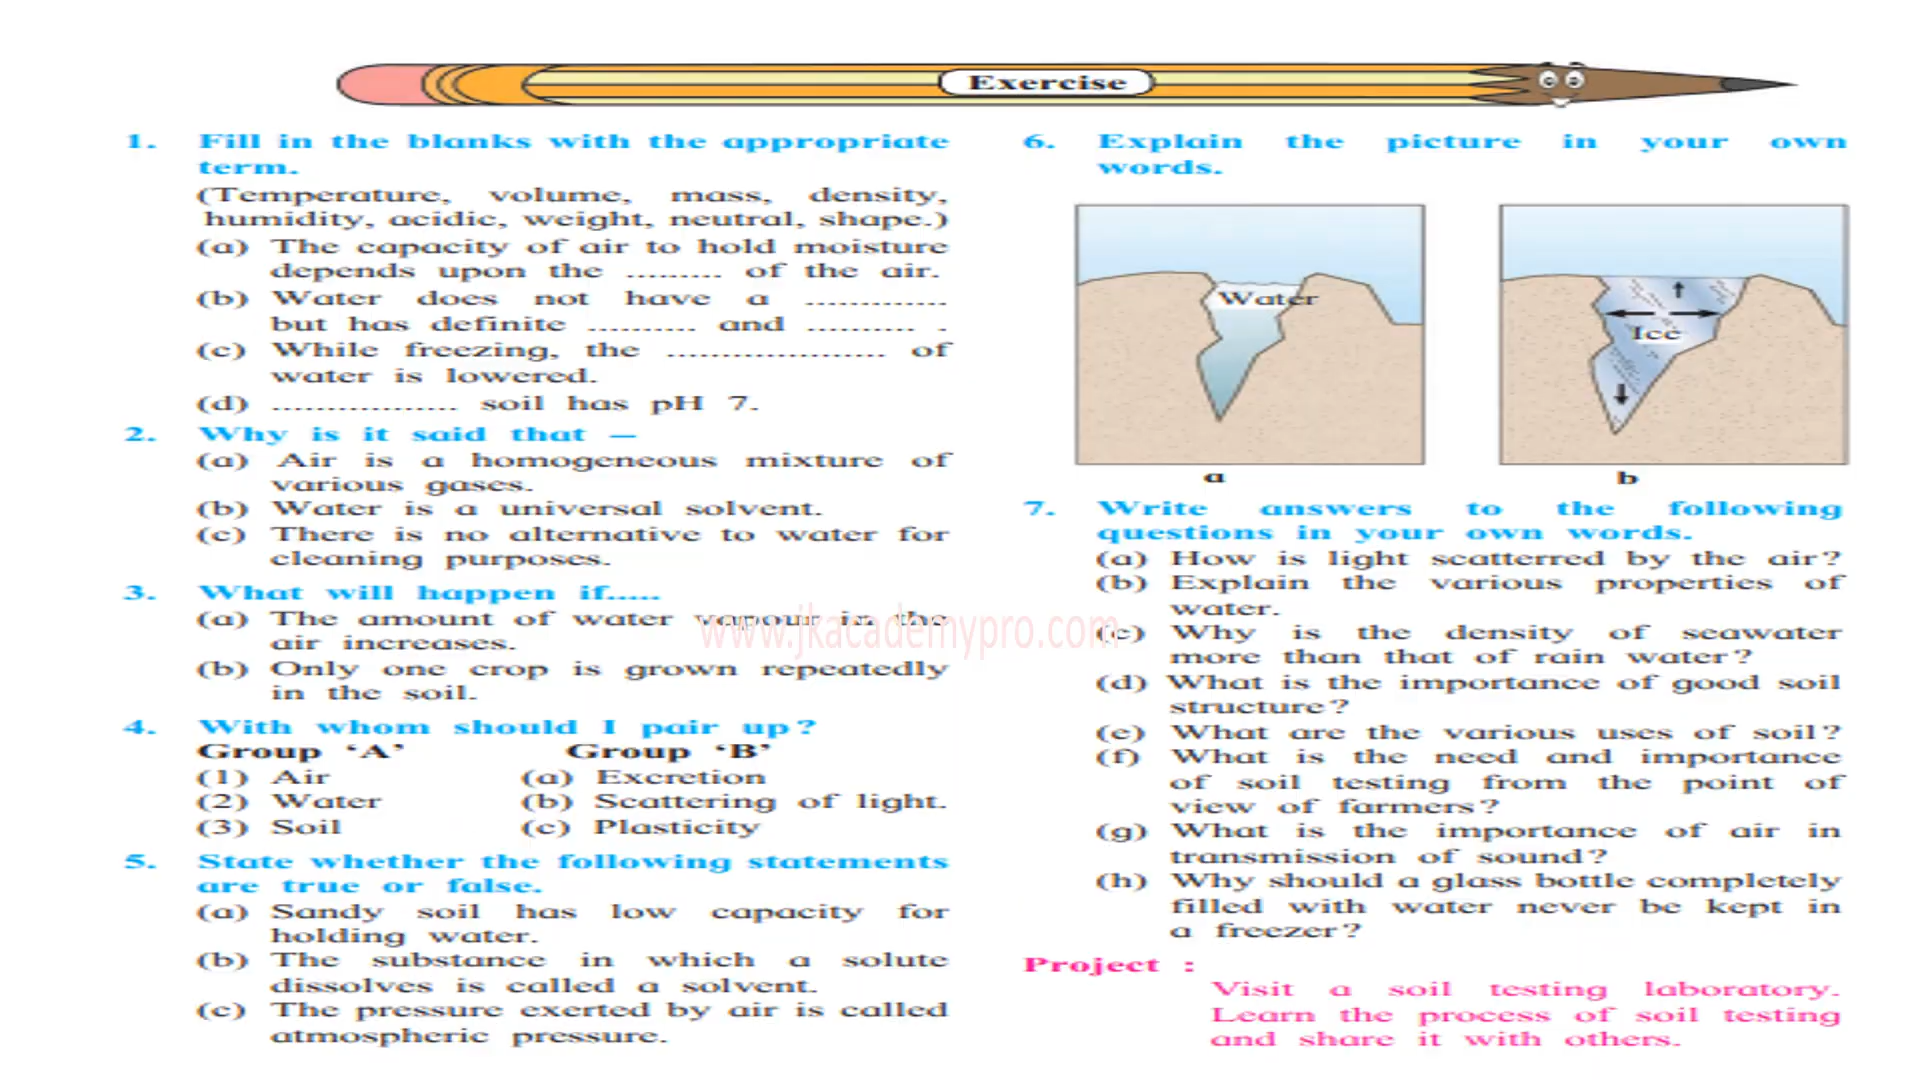 Exercise
1. Fill in the blanks with the appropriate
term.
(Temperature, volume, mass, density,
humidity, acidic, weight, neutral, shape.)
(a) The capacity of air to hold moisture
depends upon the ......... of the air.
(b) Water does not have a .............
but has definite .......... and .......... .
(c) While freezing, the ..................... of
water is lowered.
(d) .................. soil has pH 7.
2. Why is it said that –
(a) Air is a homogeneous mixture of
various gases.
(b) Water is a universal solvent.
(c) There is no alternative to water for
cleaning purposes.
3. What will happen if.....
(a) The amount of water vapour in the
air increases.
(b) Only one crop is grown repeatedly
in the soil.
4. With whom should I pair up?
Group ‘A’ Group ‘B’
(1) Air (a) Excretion
(2) Water (b) Scattering of light.
(3) Soil (c) Plasticity
5. State whether the following statements
are true or false.
(a) Sandy soil has low capacity for
holding water.
(b) The substance in which a solute
dissolves is called a solvent.
(c) The pressure exerted by air is called
atmospheric pressure.
6. Explain the picture in your own
words.
Water
Ice
a b
7. Write answers to the following
questions in your own words.
(a) How is light scatterred by the air?
(b) Explain the various properties of
water.
(c) Why is the density of seawater
more than that of rain water?
(d) What is the importance of good soil
structure?
(e) What are the various uses of soil?
(f) What is the need and importance
of soil testing from the point of
view of farmers?
(g) What is the importance of air in
transmission of sound?
(h) Why should a glass bottle completely
filled with water never be kept in
a freezer?
Project :
Visit a soil testing laboratory.
Learn the process of soil testing
and share it with others.
www.jkacademypro.com